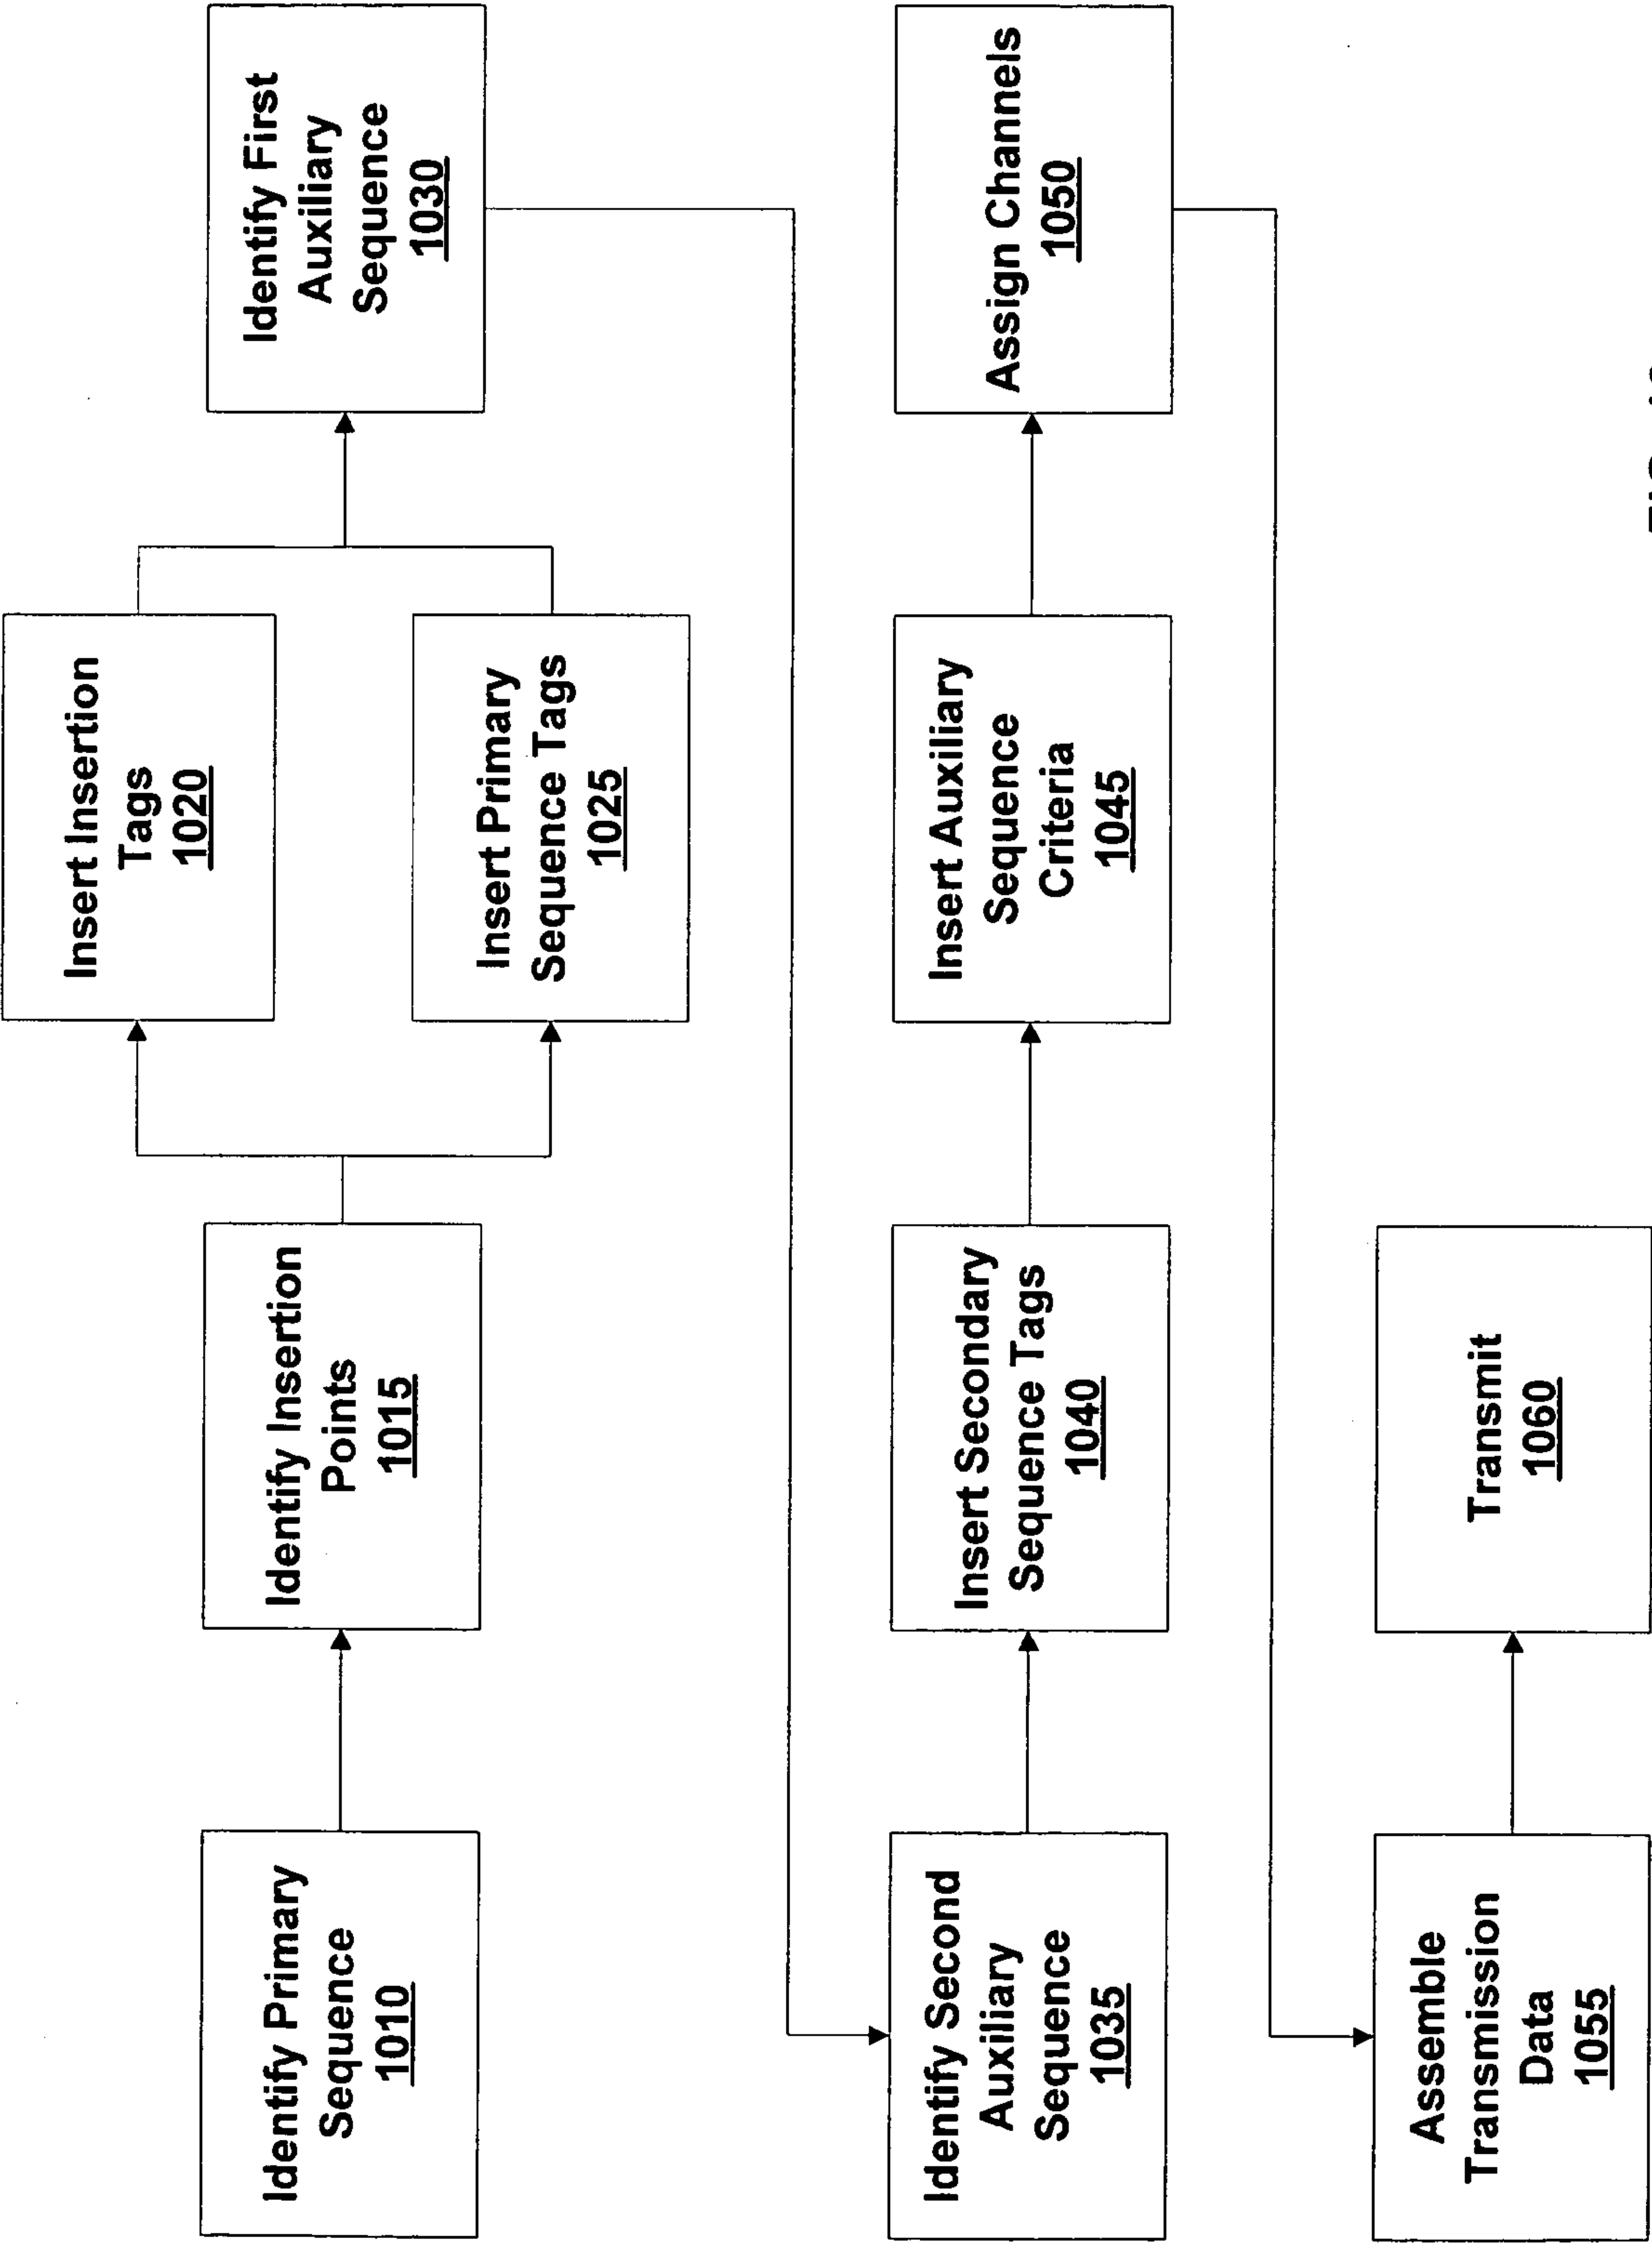 Identify Primary
Sequence
1010
Identify Insertion
Points
1015
Insert Insertion
Tags
1020
Insert Primary
Sequence Tags
1025
Identify First
Auxiliary
Sequence
1030
Identify Second
Auxiliary
Sequence
1035
Insert Secondary
Sequence Tags
1040
Insert Auxiliary
Sequence
Criteria
1045
Assign Channels
1050
Assemble
Transmission
Data
1055
Transmit
1060